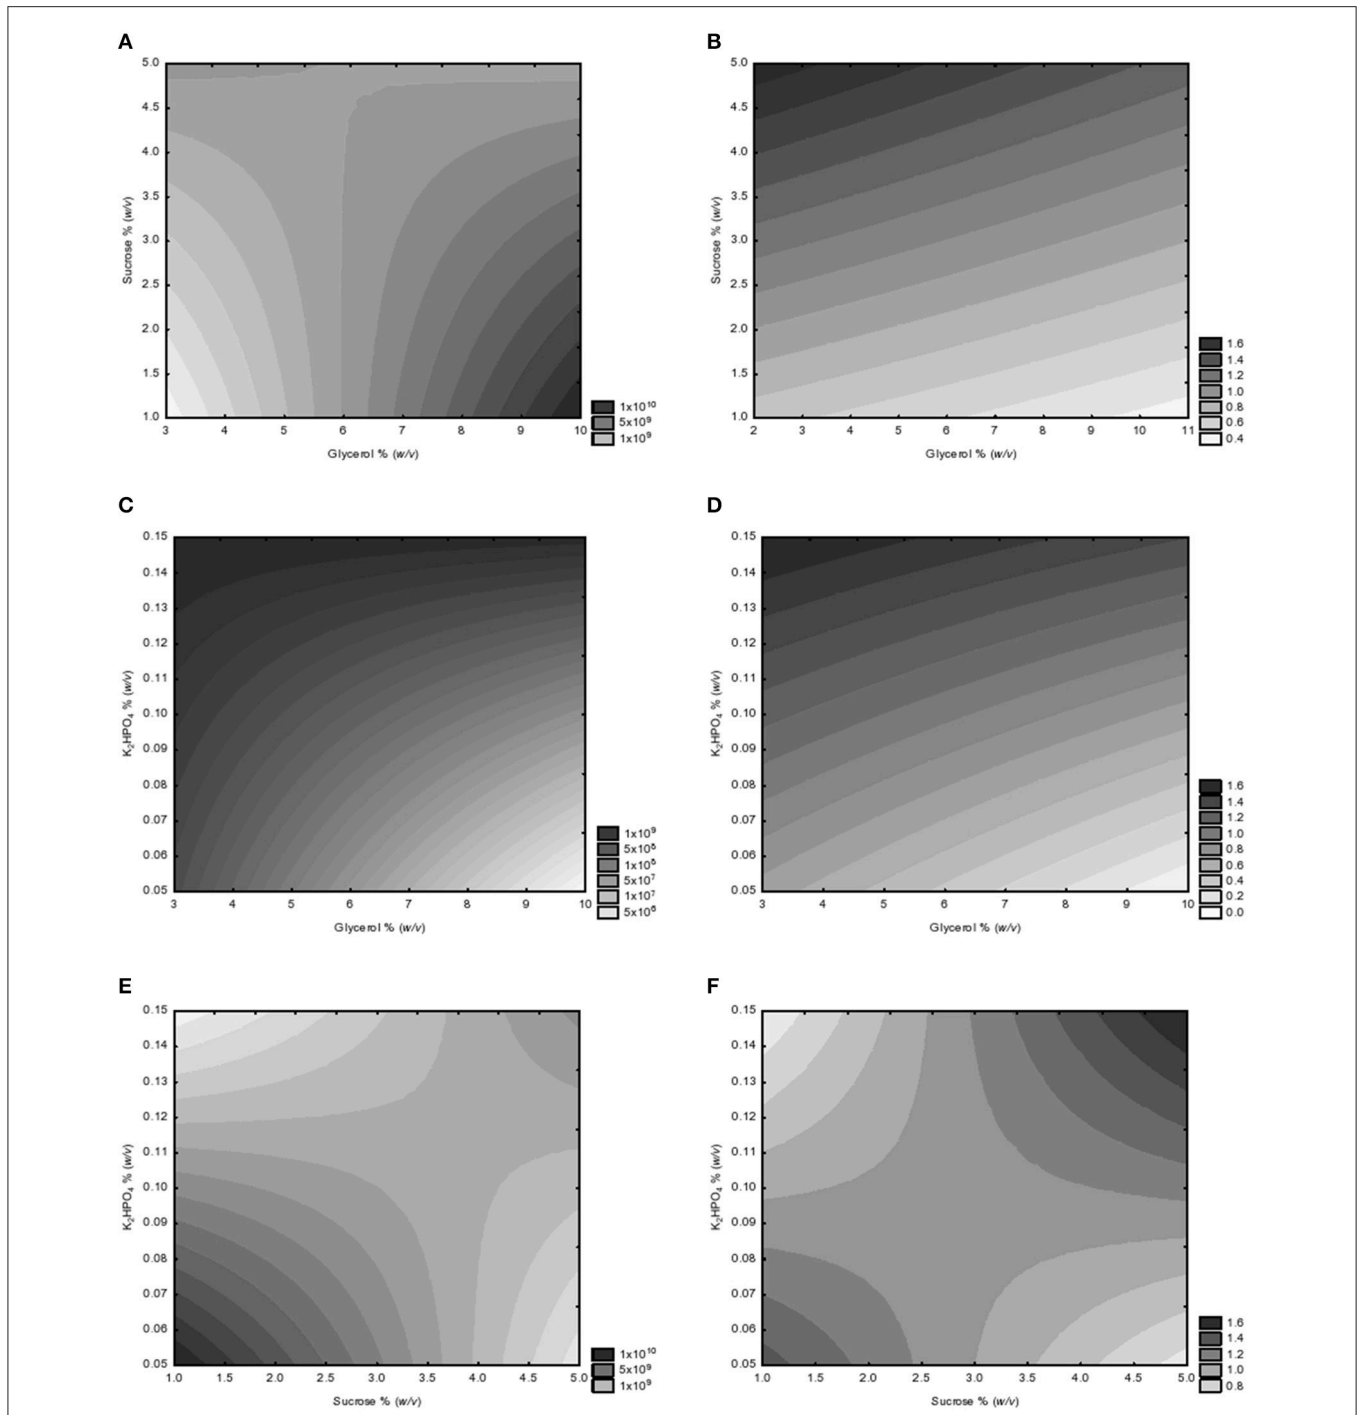 A
5.0
4.5
4.0
3.5
3.0
2.5
2.0
1.5
1.0
Sucrose % (w/v)
3 4 5 6 7 8 9 10
Glycerol % (w/v)
1x10¹⁰
5x10⁹
1x10⁹
B
5.0
4.5
4.0
3.5
3.0
2.5
2.0
1.5
1.0
Sucrose % (w/v)
2 3 4 5 6 7 8 9 10 11
Glycerol % (w/v)
1.6
1.4
1.2
1.0
0.8
0.6
0.4
C
0.15
0.14
0.13
0.12
0.11
0.10
0.09
0.08
0.07
0.06
0.05
K₂HPO₄ % (w/v)
3 4 5 6 7 8 9 10
Glycerol % (w/v)
1x10⁹
5x10⁸
1x10⁸
5x10⁷
1x10⁷
5x10⁶
D
0.15
0.14
0.13
0.12
0.11
0.10
0.09
0.08
0.07
0.06
0.05
K₂HPO₄ % (w/v)
3 4 5 6 7 8 9 10
Glycerol % (w/v)
1.6
1.4
1.2
1.0
0.8
0.6
0.4
0.2
0.0
E
0.15
0.14
0.13
0.12
0.11
0.10
0.09
0.08
0.07
0.06
0.05
K₂HPO₄ % (w/v)
1.0 1.5 2.0 2.5 3.0 3.5 4.0 4.5 5.0
Sucrose % (w/v)
1x10¹⁰
5x10⁹
1x10⁹
F
0.15
0.14
0.13
0.12
0.11
0.10
0.09
0.08
0.07
0.06
0.05
K₂HPO₄ % (w/v)
1.0 1.5 2.0 2.5 3.0 3.5 4.0 4.5 5.0
Sucrose % (w/v)
1.6
1.4
1.2
1.0
0.8